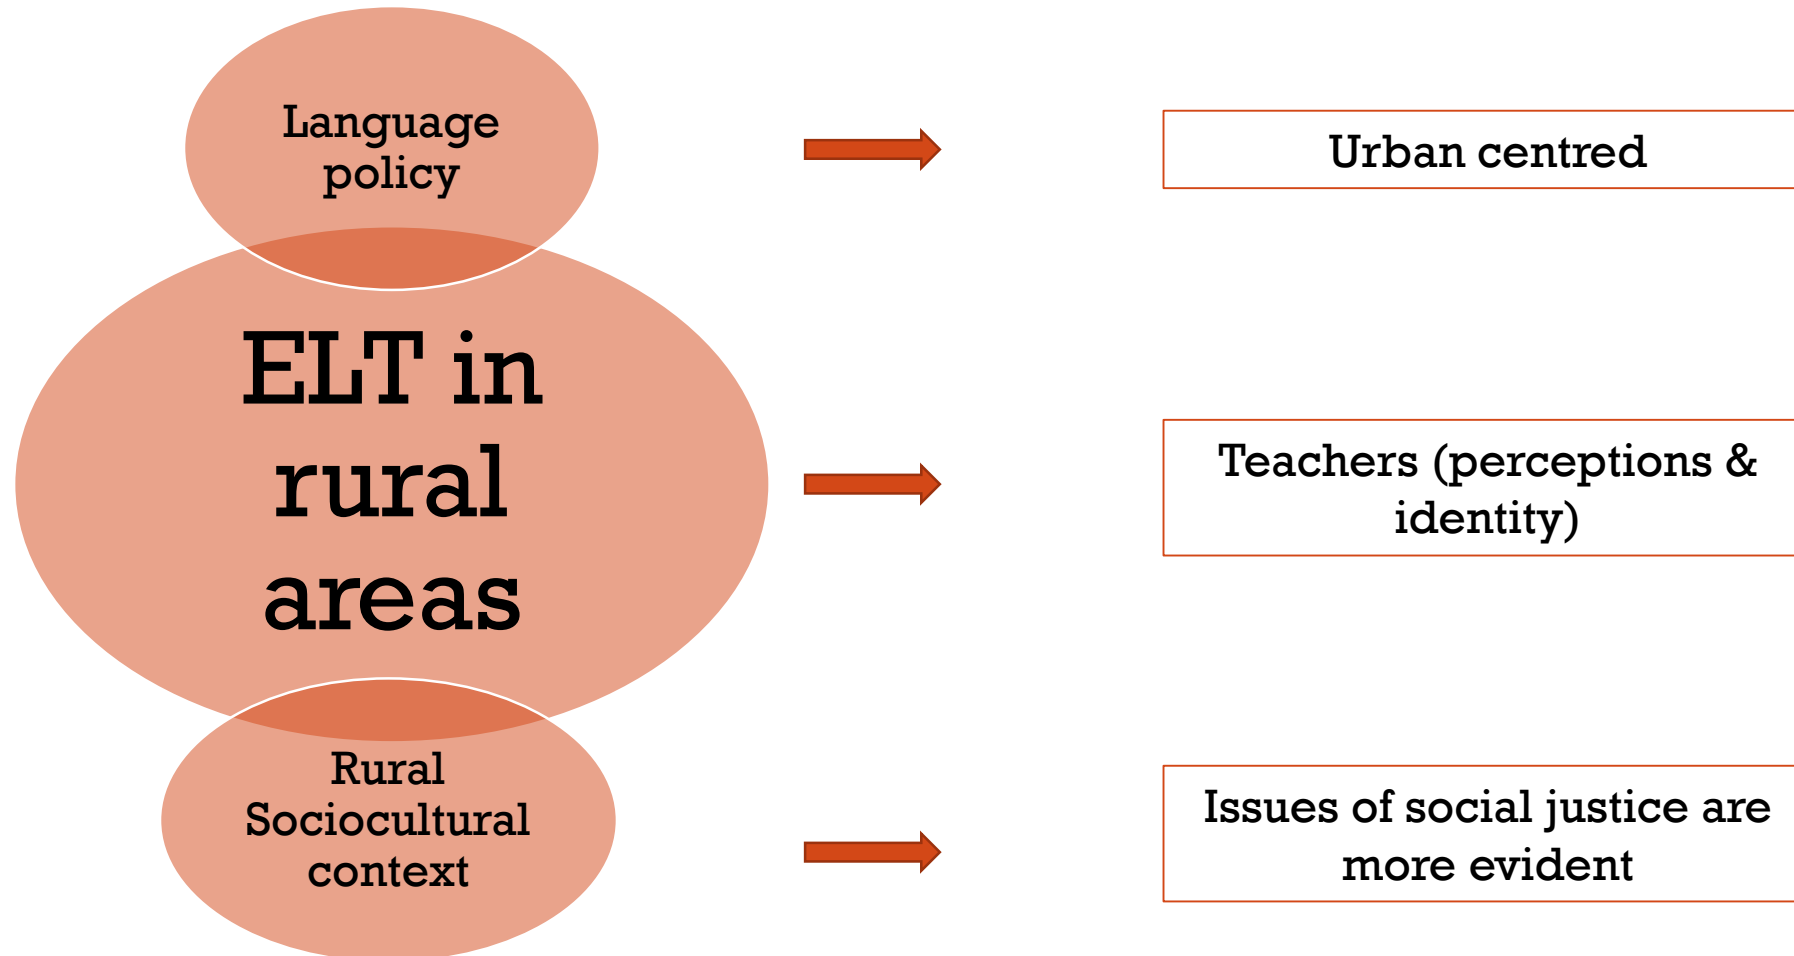 Language
policy
Urban centred
ELT in
rural
areas
Teachers (perceptions &
identity)
Rural
Sociocultural
context
Issues of social justice are
more evident